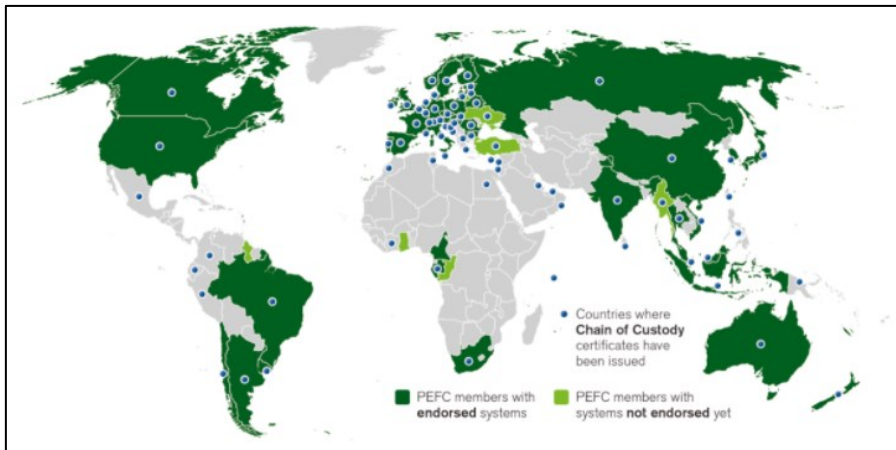 Countries where
Chain of Custody
certificates have
been issued
PEFC members with
endorsed systems
PEFC members with
systems not endorsed yet